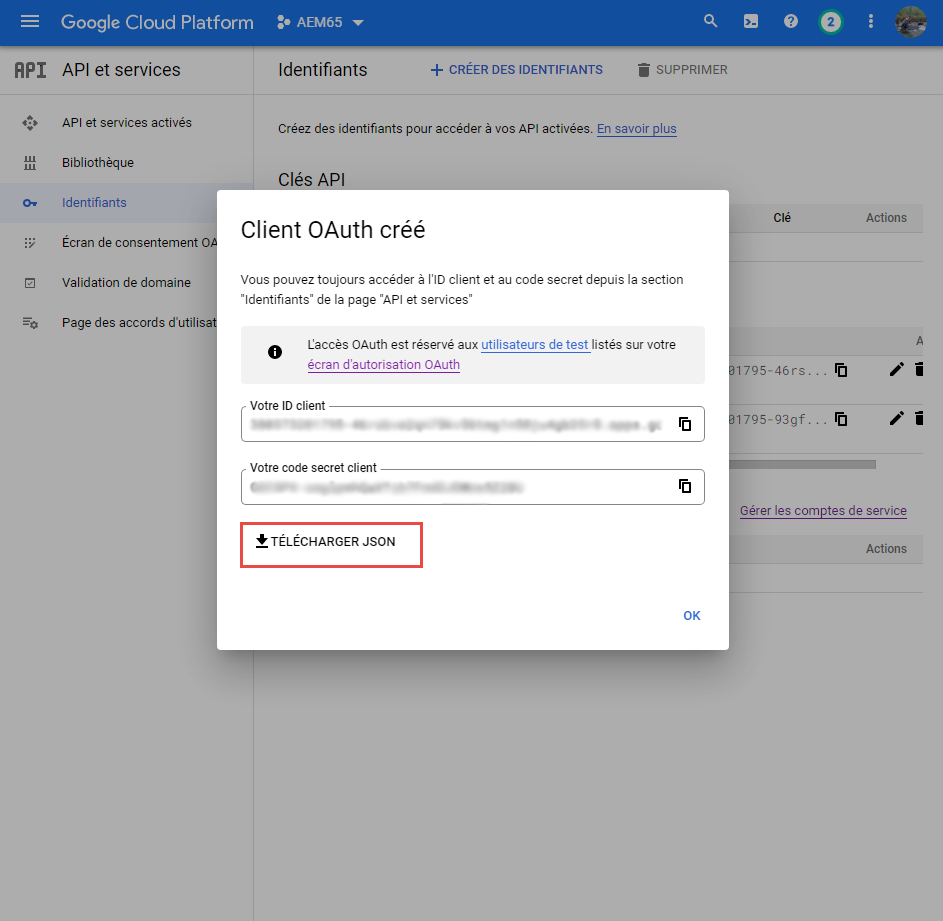 Google Cloud Platform
AEM65
2
API
API et services
Identifiants
CRÉER DES IDENTIFIANTS
SUPPRIMER
API et services activés
Bibliothèque
Identifiants
Écran de consentement OA
Validation de domaine
Page des accords d'utilisat
Créez des identifiants pour accéder à vos API activées. En savoir plus
Clés API
Clé
Actions
Client OAuth créé
Vous pouvez toujours accéder à l'ID client et au code secret depuis la section
"Identifiants" de la page "API et services"
L'accès OAuth est réservé aux utilisateurs de test listés sur votre
écran d'autorisation OAuth
Votre ID client
Votre code secret client
TÉLÉCHARGER JSON
OK
A
01795-46rs...
01795-93gf...
Gérer les comptes de service
Actions